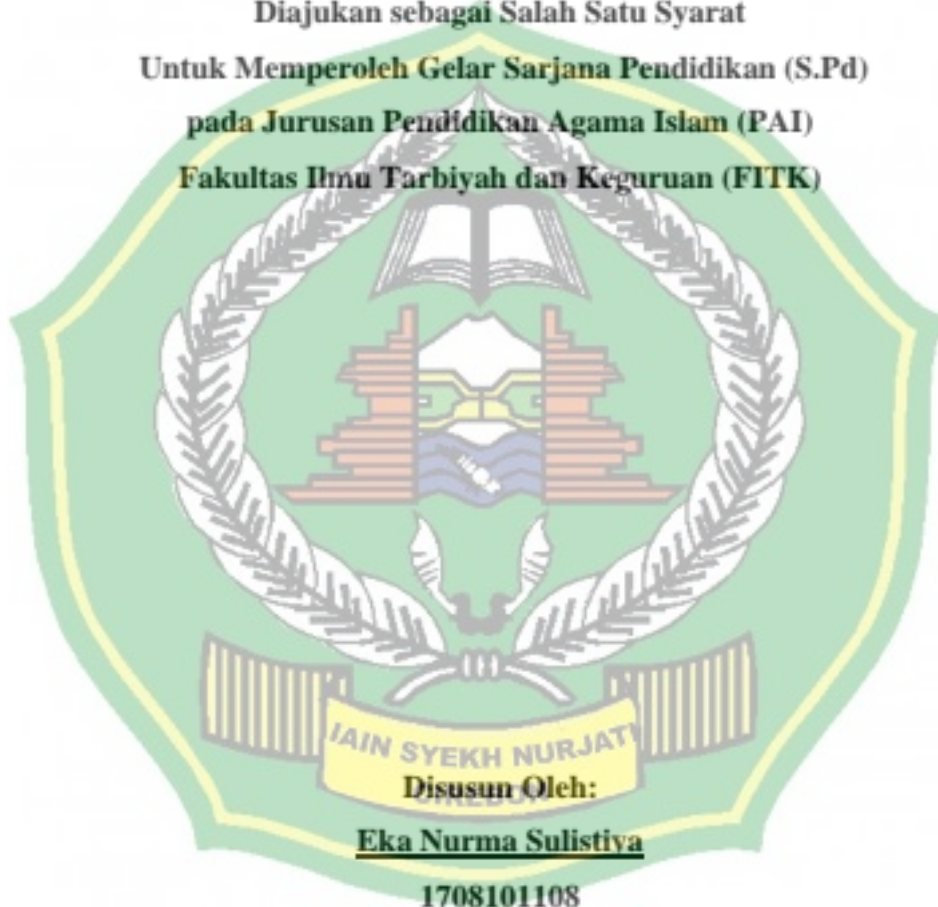 Diajukan sebagai Salah Satu Syarat
Untuk Memperoleh Gelar Sarjana Pendidikan (S.Pd)
pada Jurusan Pendidikan Agama Islam (PAI)
Fakultas Ilmu Tarbiyah dan Keguruan (FITK)
IAIN SYEKH NURJATI
CIREBON
Disusun Oleh:
Eka Nurma Sulistiya
1708101108